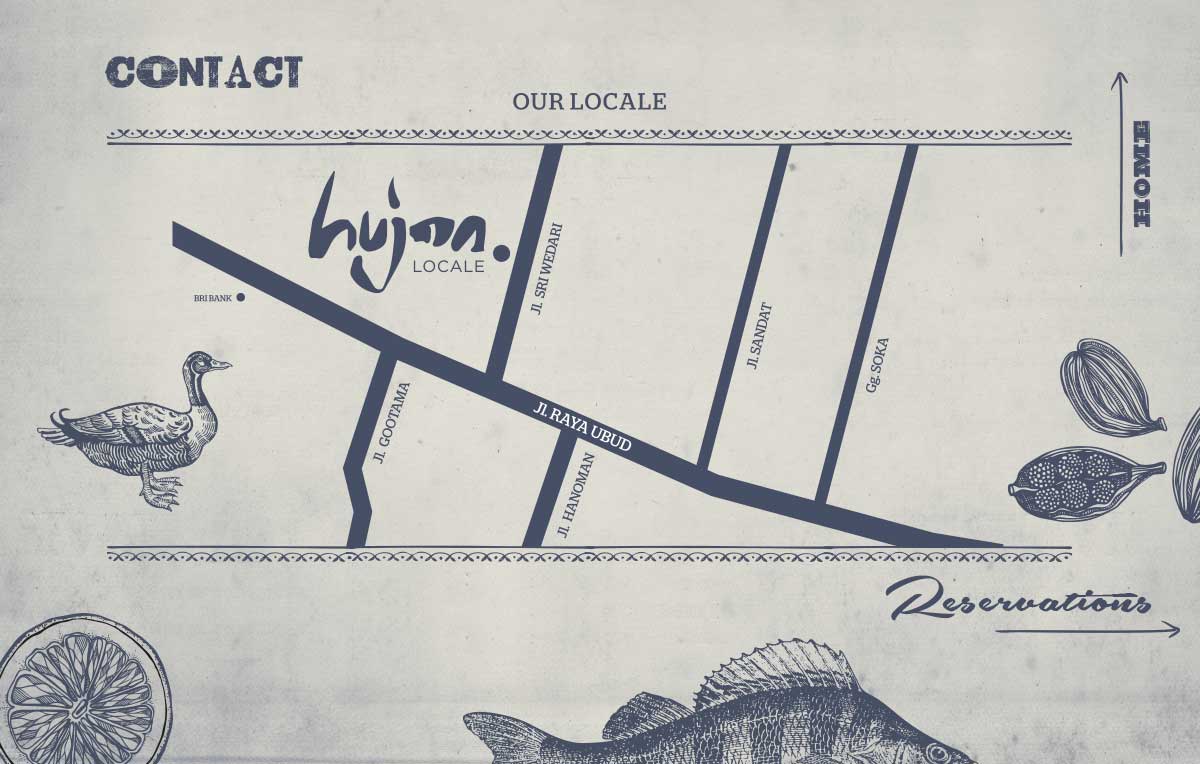 CONTACT
OUR LOCALE
HOME
hujan
LOCALE
Jl. SRI WEDARI
BRI BANK
Jl. SANDAT
Gg. SOKA
Jl. GOOTAMA
Jl. RAYA UBUD
Jl. HANOMAN
Reservations